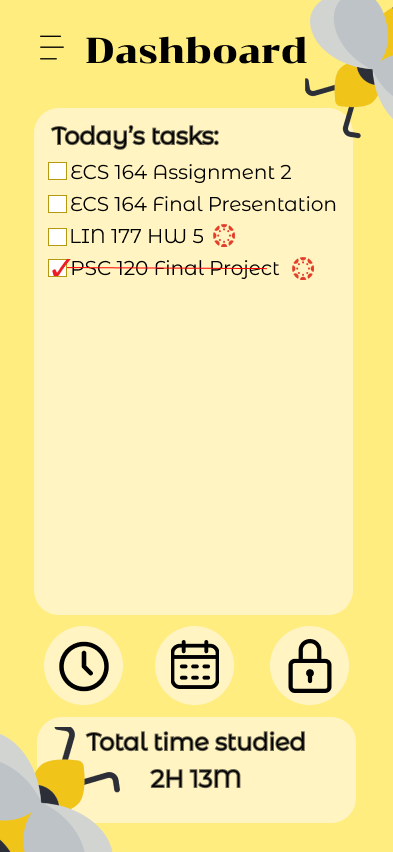 Dashboard
Today's tasks:
ECS 164 Assignment 2
ECS 164 Final Presentation
LIN 177 HW 5
PSC 120 Final Project
Total time studied
2H 13M